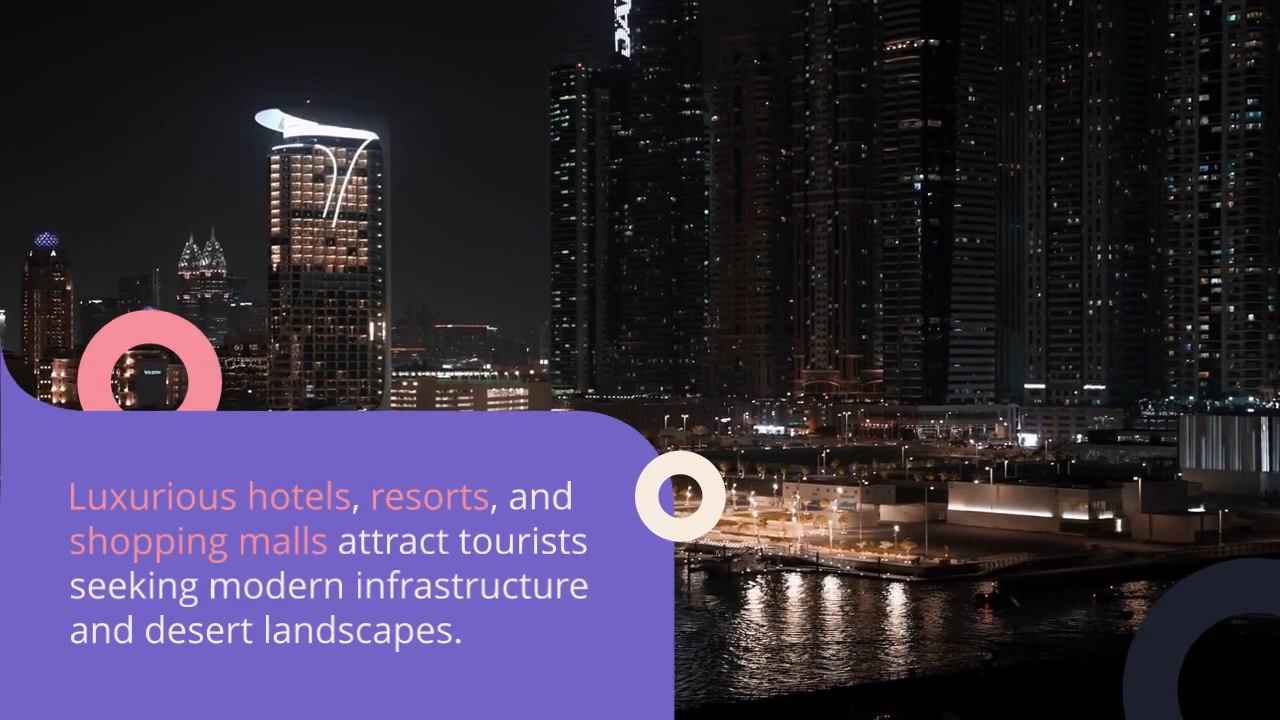 Luxurious hotels, resorts, and
shopping malls attract tourists
seeking modern infrastructure
and desert landscapes.